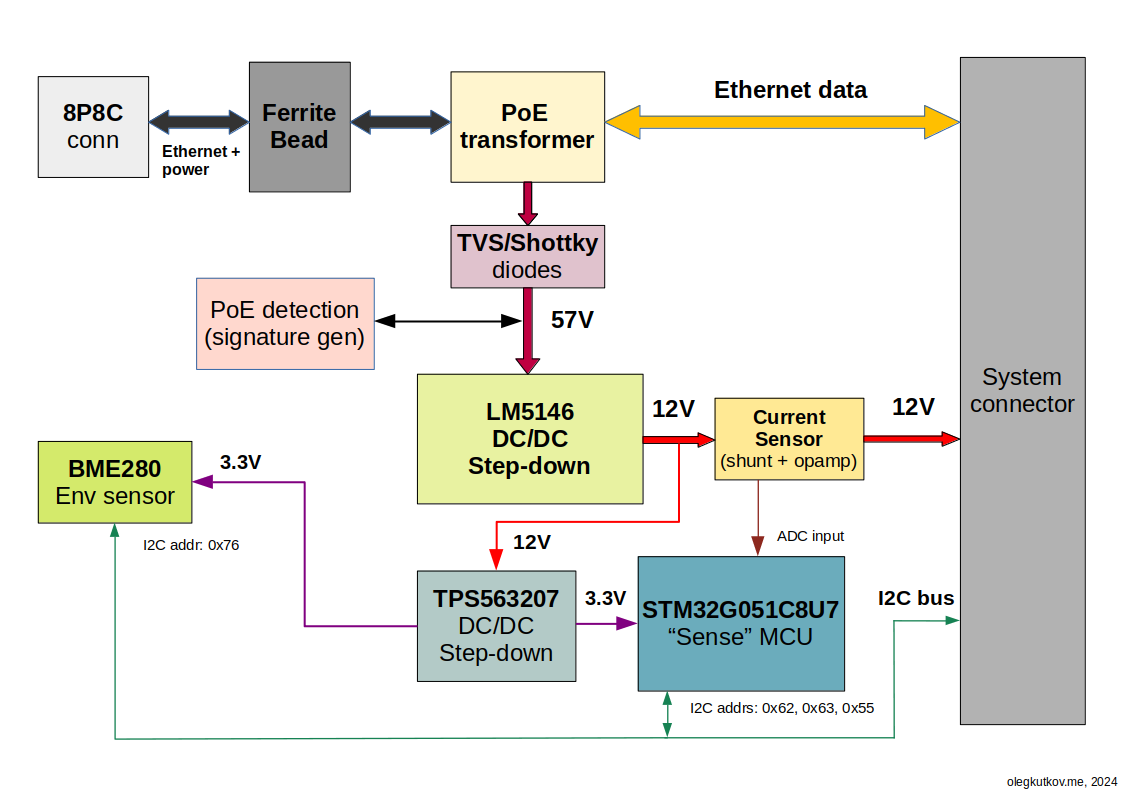 8P8C
conn
Ethernet +
power
Ferrite
Bead
PoE
transformer
Ethernet data
TVS/Shottky
diodes
PoE detection
(signature gen)
57V
LM5146
DC/DC
Step-down
12V
Current
Sensor
(shunt + opamp)
12V
System
connector
BME280
Env sensor
3.3V
I2C addr: 0x76
12V
ADC input
TPS563207
DC/DC
Step-down
3.3V
STM32G051C8U7
“Sense” MCU
I2C bus
I2C addrs: 0x62, 0x63, 0x55
olegkutkov.me, 2024